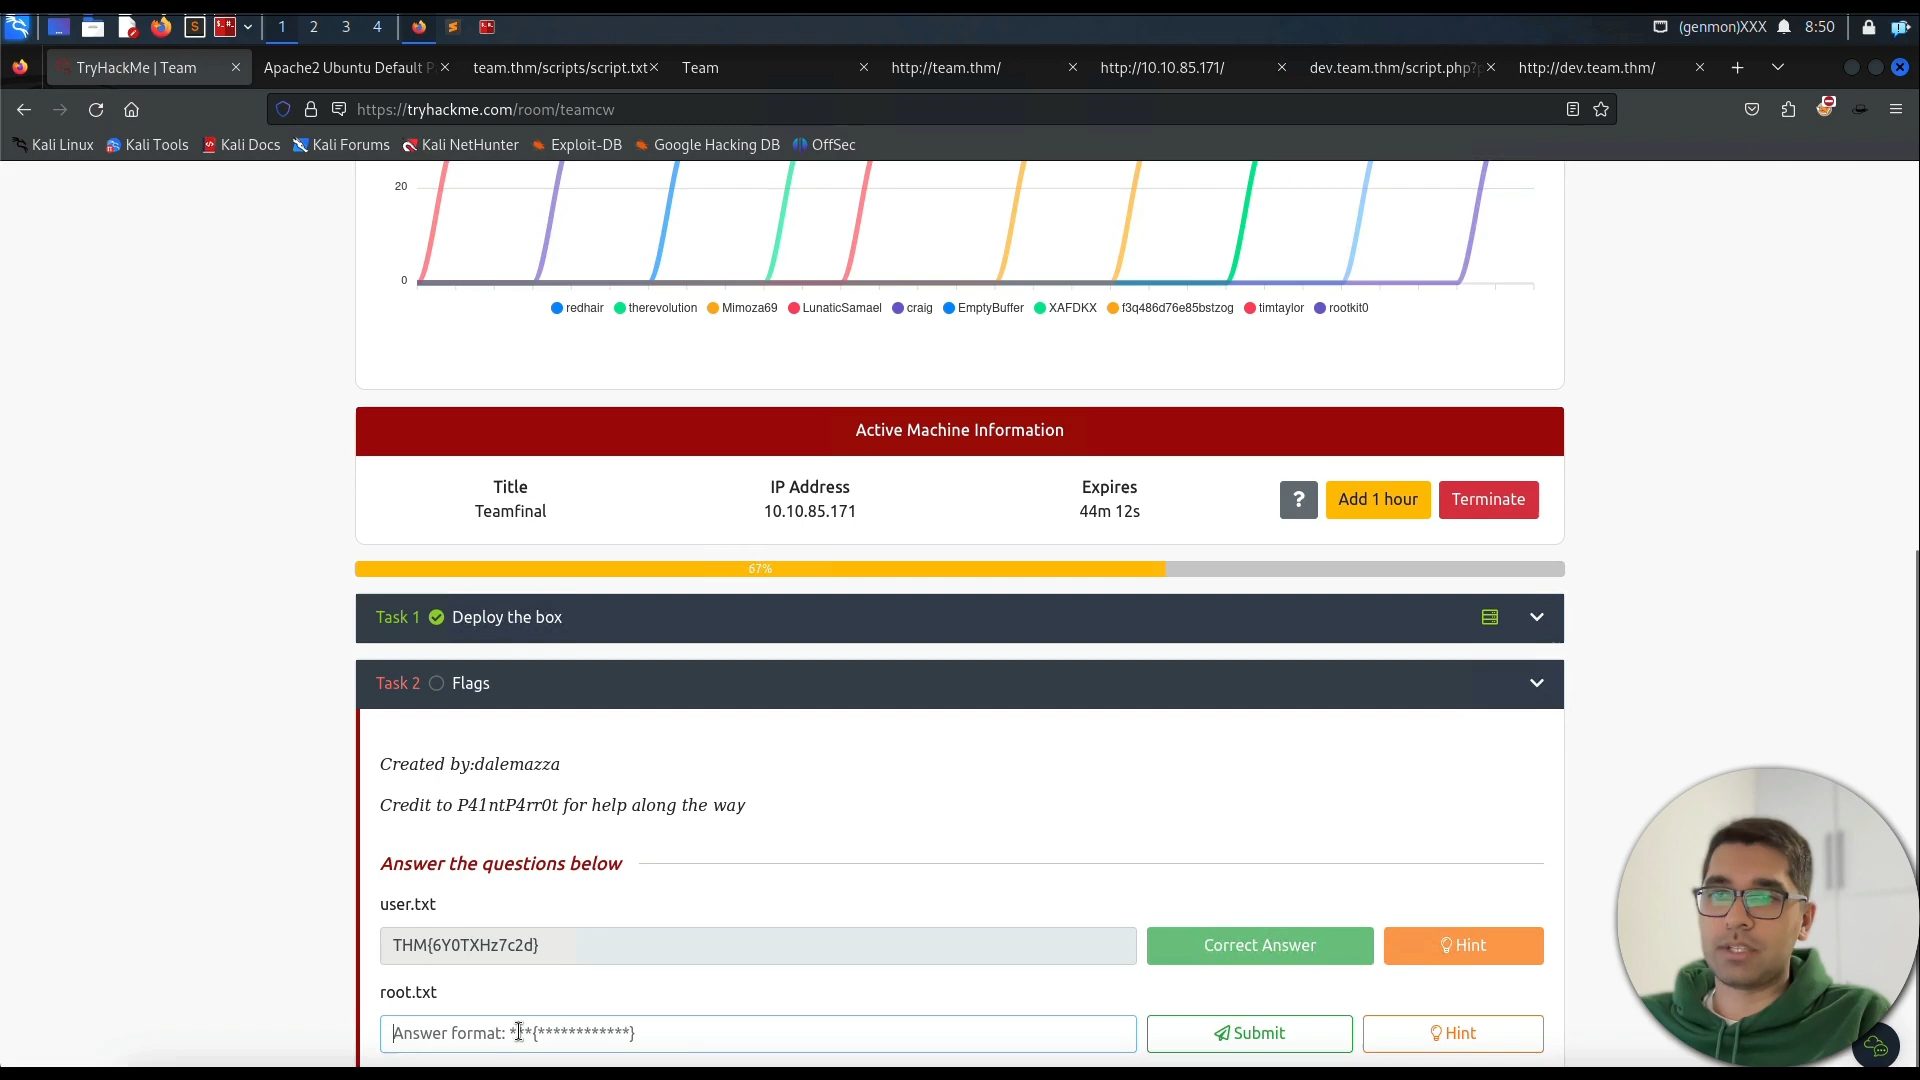 1 2 3 4 (genmon)XXX 8:50
TryHackMe | Team Apache2 Ubuntu Default P team.thm/scripts/script.txt Team http://team.thm/ http://10.10.85.171/ dev.team.thm/script.php?p http://dev.team.thm/
https://tryhackme.com/room/teamcw
Kali Linux Kali Tools Kali Docs Kali Forums Kali NetHunter Exploit-DB Google Hacking DB OffSec
20
0
redhair therevolution Mimoza69 LunaticSamael craig EmptyBuffer XAFDKX f3q486d76e85bstzog timtaylor rootkit0
Active Machine Information
Title IP Address Expires
? Add 1 hour Terminate
Teamfinal 10.10.85.171 44m 12s
67%
Task 1 Deploy the box
Task 2 Flags
Created by:dalemazza
Credit to P41ntP4rr0t for help along the way
Answer the questions below
user.txt
THM{6Y0TXHz7c2d} Correct Answer Hint
root.txt
Answer format: ***{************} Submit Hint